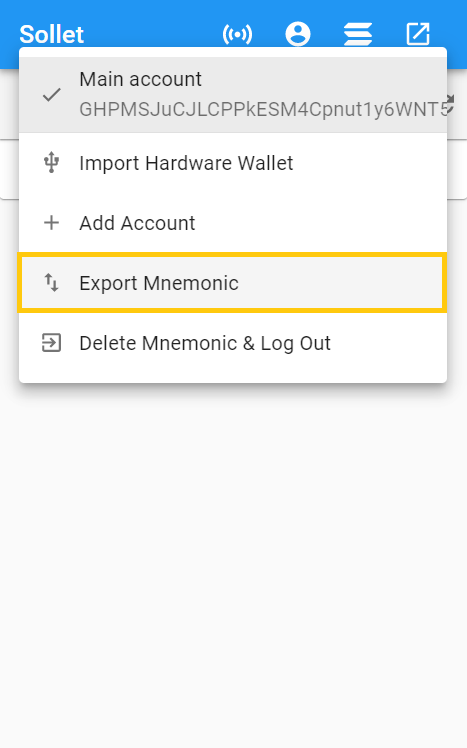 Sollet
Main account
GHPMSJuCJLCPPkESM4Cpnut1y6WNT5
Import Hardware Wallet
Add Account
Export Mnemonic
Delete Mnemonic & Log Out